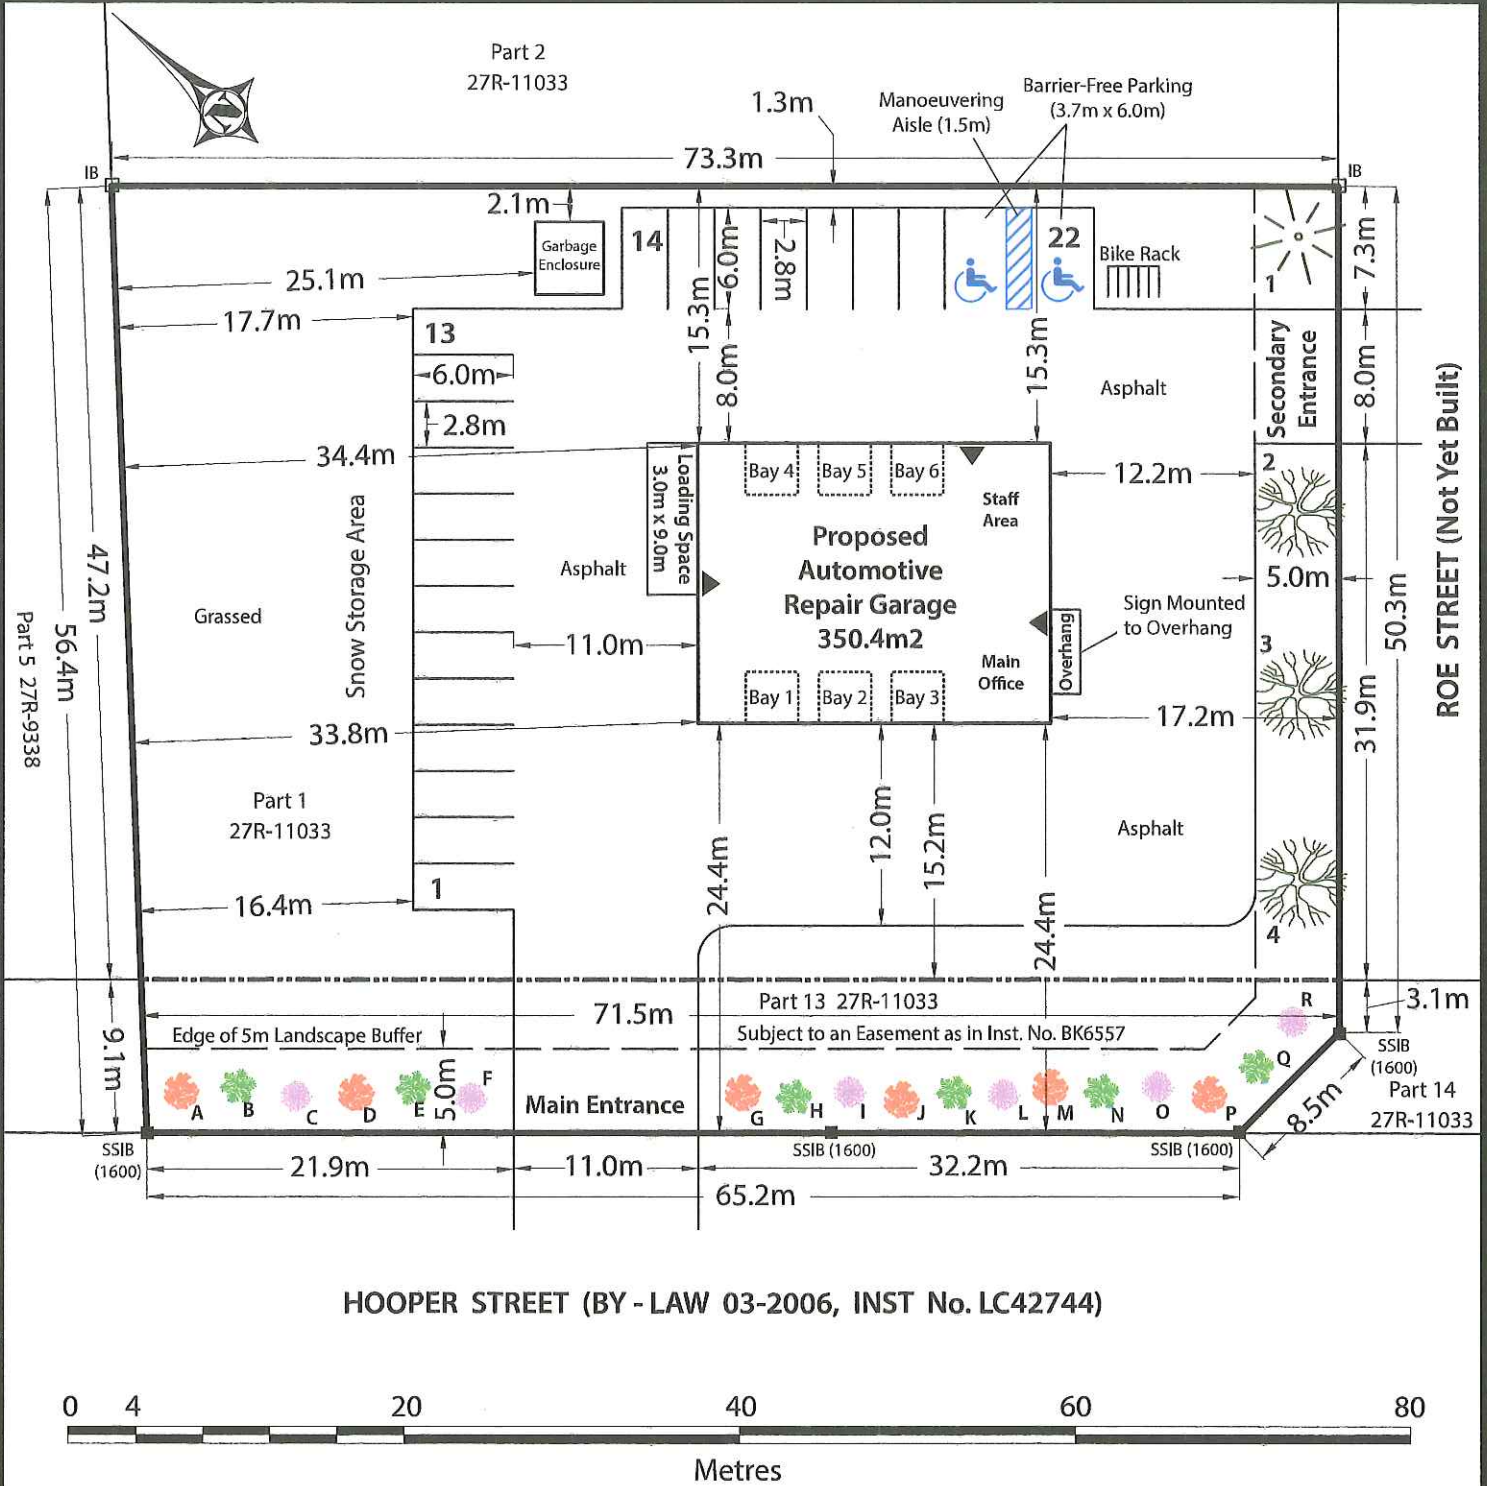 Part 2
27R-11033
1.3m
Manoeuvering
Aisle (1.5m)
Barrier-Free Parking
(3.7m x 6.0m)
73.3m
IB
IB
2.1m
Garbage
Enclosure
14
6.0m
2.8m
22
Bike Rack
1
7.3m
25.1m
17.7m
13
6.0m
2.8m
15.3m
8.0m
15.3m
Asphalt
Secondary
Entrance
8.0m
34.4m
Loading Space
3.0m x 9.0m
Bay 4
Bay 5
Bay 6
Staff
Area
12.2m
2
ROE STREET (Not Yet Built)
Snow Storage Area
Grassed
Asphalt
Proposed
Automotive
Repair Garage
350.4m2
11.0m
Main
Office
Overhang
Sign Mounted
to Overhang
5.0m
3
50.3m
31.9m
47.2m
56.4m
Part 5 27R-9338
Bay 1
Bay 2
Bay 3
33.8m
17.2m
Part 1
27R-11033
12.0m
15.2m
24.4m
24.4m
Asphalt
1
16.4m
4
9.1m
71.5m
Part 13 27R-11033
Edge of 5m Landscape Buffer
Subject to an Easement as in Inst. No. BK6557
3.1m
R
Q
SSIB
(1600)
Part 14
27R-11033
A
B
C
D
E
5.0m
F
Main Entrance
G
H
I
J
K
L
M
N
O
P
8.5m
SSIB
(1600)
SSIB (1600)
SSIB (1600)
21.9m
11.0m
32.2m
65.2m
HOOPER STREET (BY - LAW 03-2006, INST No. LC42744)
0 4 20 40 60 80
Metres